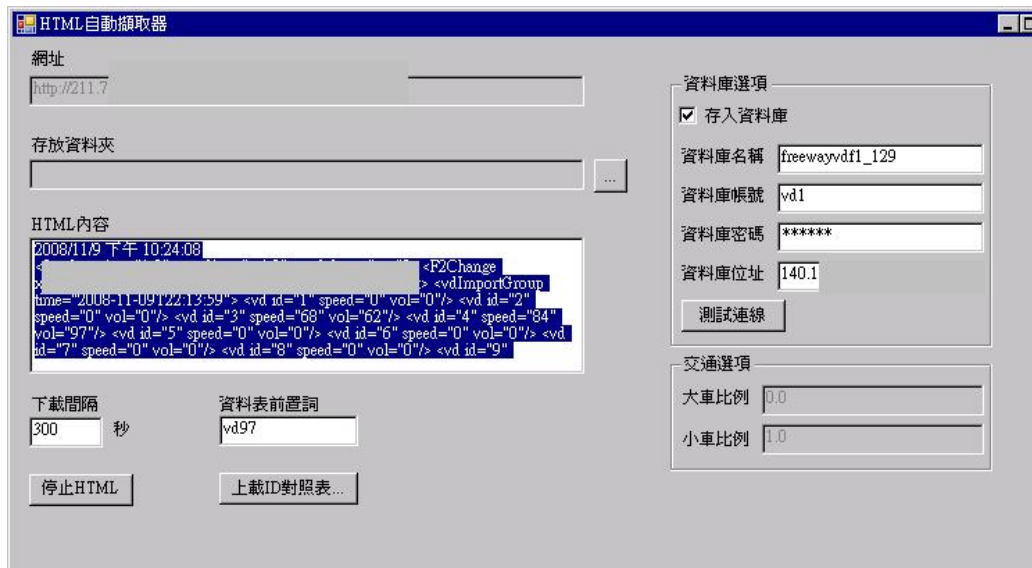 HTML自動擷取器
網址
http://211.7
存放資料夾
...
HTML內容
2008/11/9 下午 10:24:08
<F2Change
> <vdImportGroup
time="2008-11-09T22:13:59"> <vd id="1" speed="0" vol="0"/> <vd id="2"
speed="0" vol="0"/> <vd id="3" speed="68" vol="62"/> <vd id="4" speed="84"
vol="97"/> <vd id="5" speed="0" vol="0"/> <vd id="6" speed="0" vol="0"/> <vd
id="7" speed="0" vol="0"/> <vd id="8" speed="0" vol="0"/> <vd id="9"
下載間隔
300 秒
資料表前置詞
vd97
停止HTML
上載ID對照表...
資料庫選項
存入資料庫
資料庫名稱 freewayvdf1_129
資料庫帳號 vd1
資料庫密碼 ******
資料庫位址 140.1
測試連線
交通選項
大車比例 0.0
小車比例 1.0